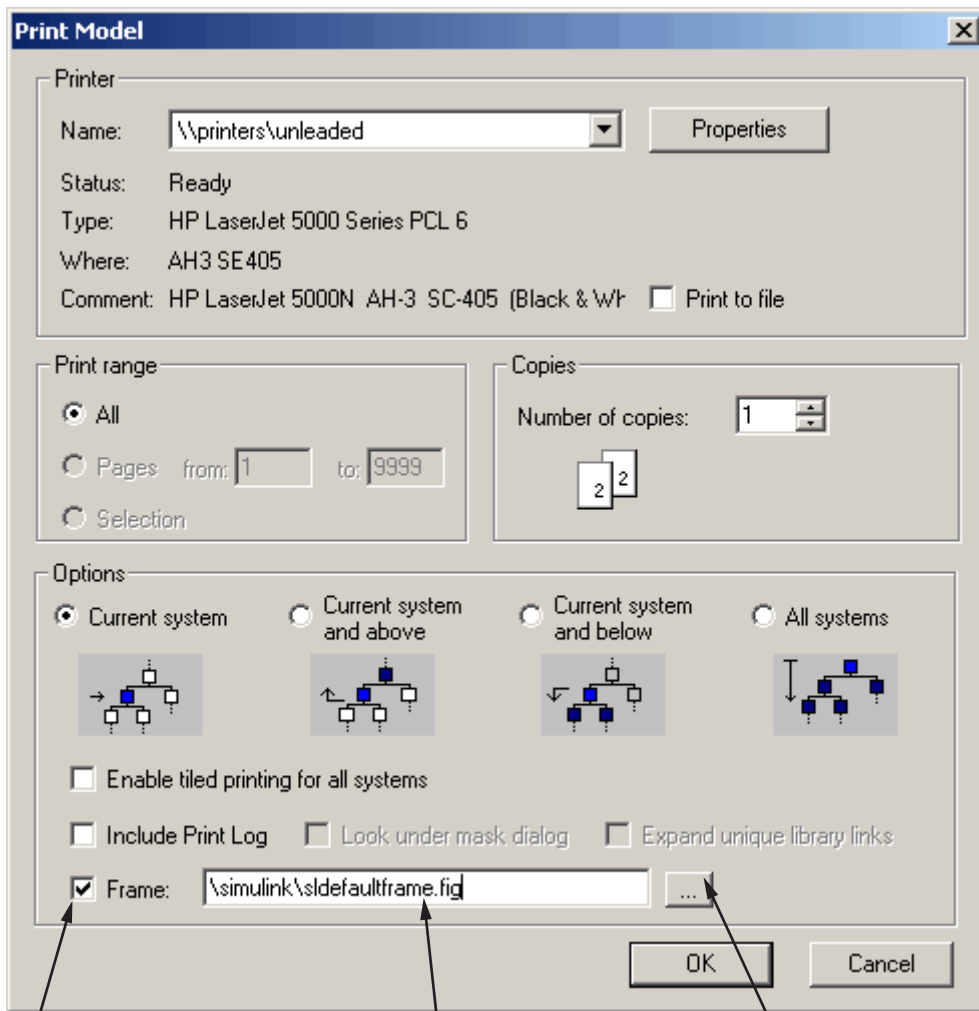 Print Model
Printer
Name: \\printers\unleaded Properties
Status: Ready
Type: HP LaserJet 5000 Series PCL 6
Where: AH3 SE405
Comment: HP LaserJet 5000N AH-3 SC-405 (Black & Wh Print to file
Print range
All
Pages from: 1 to: 9999
Selection
Copies
Number of copies: 1
2 2
Options
Current system
Current system
and above
Current system
and below
All systems
Enable tiled printing for all systems
Include Print Log Look under mask dialog Expand unique library links
Frame: \simulink\sldefaultframe.fig ...
OK Cancel